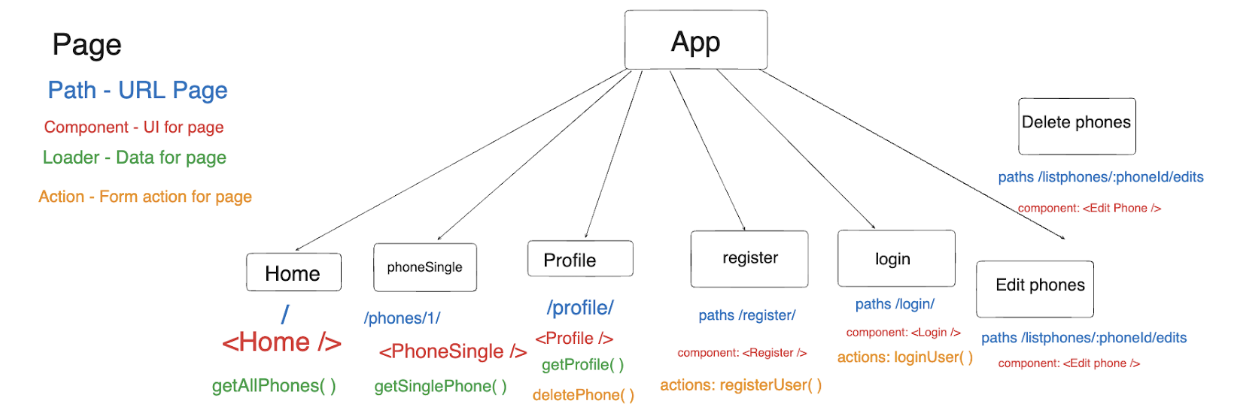 Page
Path - URL Page
Component - UI for page
Loader - Data for page
Action - Form action for page
App
Delete phones
paths /listphones/:phoneId/edits
component: <Edit Phone />
Home
/
<Home />
getAllPhones( )
phoneSingle
/phones/1/
<PhoneSingle />
getSinglePhone( )
Profile
/profile/
<Profile />
getProfile( )
deletePhone( )
register
paths /register/
component: <Register />
actions: registerUser( )
login
paths /login/
component: <Login />
actions: loginUser( )
Edit phones
paths /listphones/:phoneId/edits
component: <Edit phone />